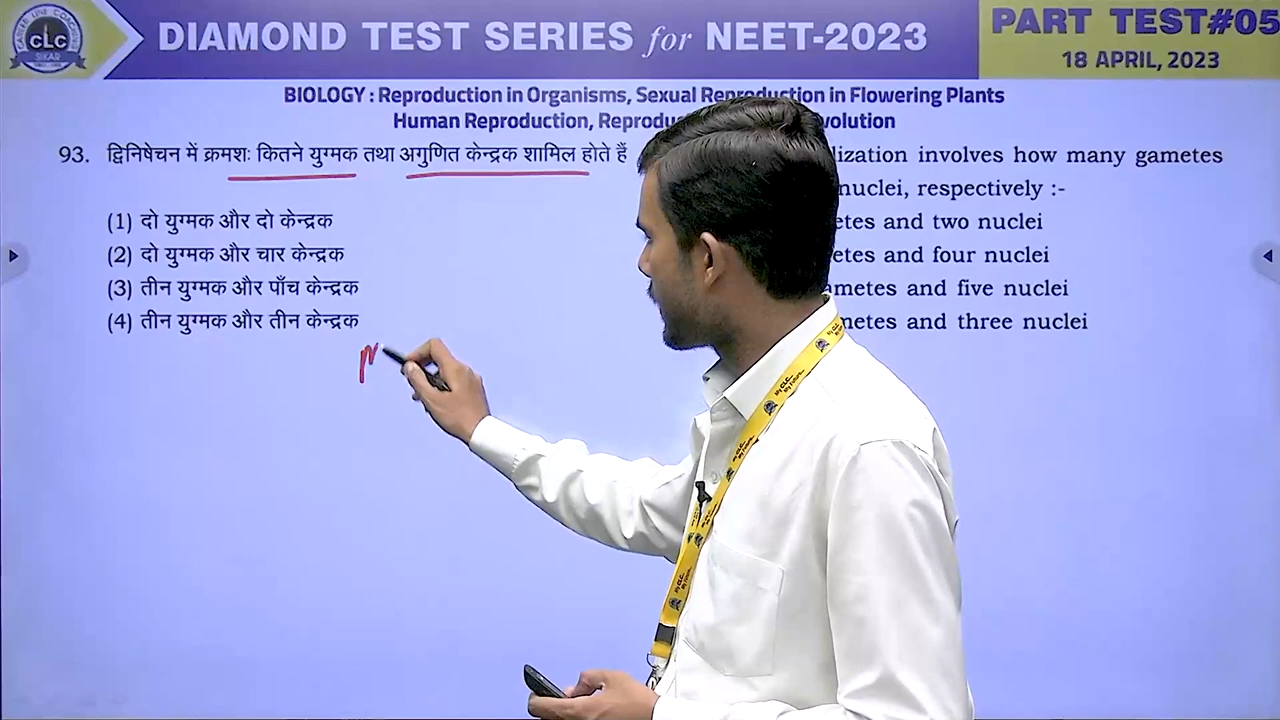 CLC
SIKAR
DIAMOND TEST SERIES for NEET-2023
PART TEST#05
18 APRIL, 2023
BIOLOGY : Reproduction in Organisms, Sexual Reproduction in Flowering Plants
Human Reproduction, Reprodu volution
93. द्विनिषेचन में क्रमशः कितने युग्मक तथा अगुणित केन्द्रक शामिल होते हैं
(1) दो युग्मक और दो केन्द्रक
(2) दो युग्मक और चार केन्द्रक
(3) तीन युग्मक और पाँच केन्द्रक
(4) तीन युग्मक और तीन केन्द्रक
lization involves how many gametes
nuclei, respectively :-
etes and two nuclei
etes and four nuclei
ametes and five nuclei
metes and three nuclei